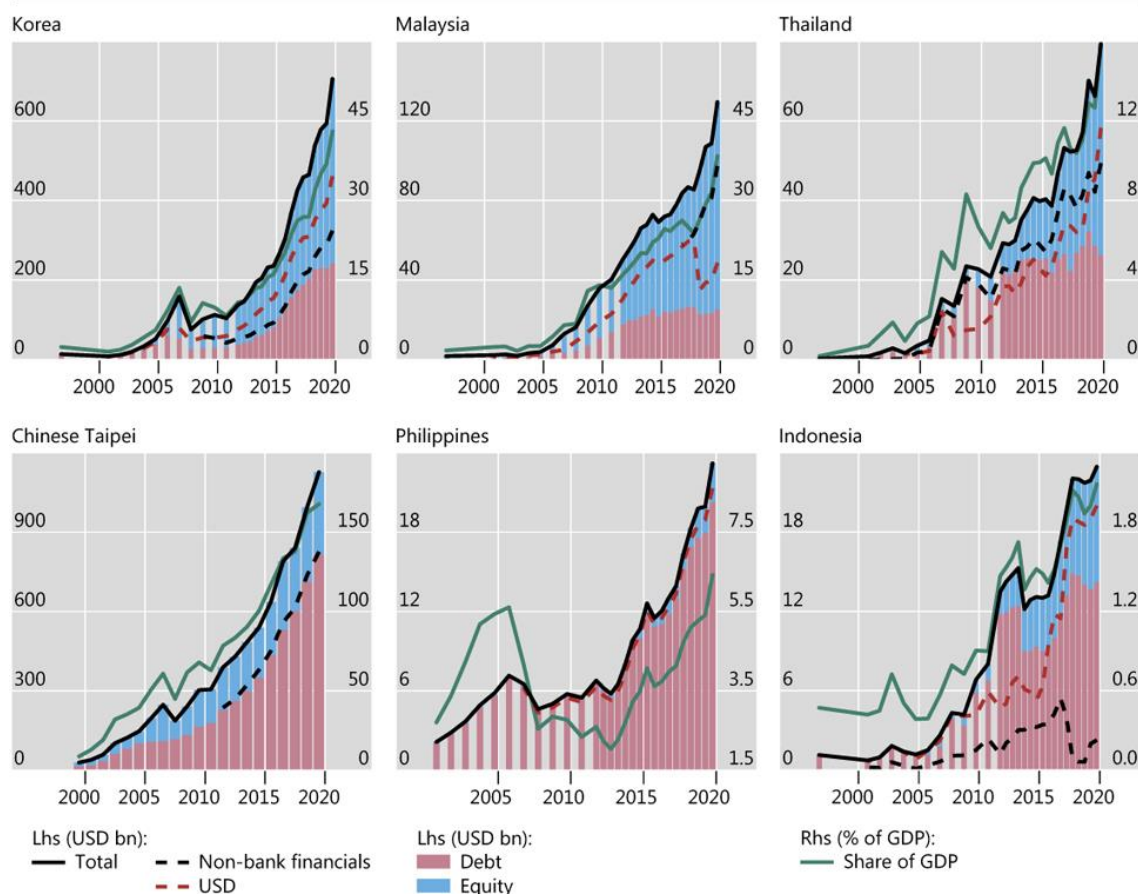 Korea
600 45
400 30
200 15
0 0
2000 2005 2010 2015 2020
Malaysia
120 45
80 30
40 15
0 0
2000 2005 2010 2015 2020
Thailand
60 12
40 8
20 4
0 0
2000 2005 2010 2015 2020
Chinese Taipei
900 150
600 100
300 50
0 0
2000 2005 2010 2015 2020
Philippines
18 7.5
12 5.5
6 3.5
0 1.5
2005 2010 2015 2020
Indonesia
18 1.8
12 1.2
6 0.6
0 0.0
2000 2005 2010 2015 2020
Lhs (USD bn):
Total
Non-bank financials
USD
Lhs (USD bn):
Debt
Equity
Rhs (% of GDP):
Share of GDP